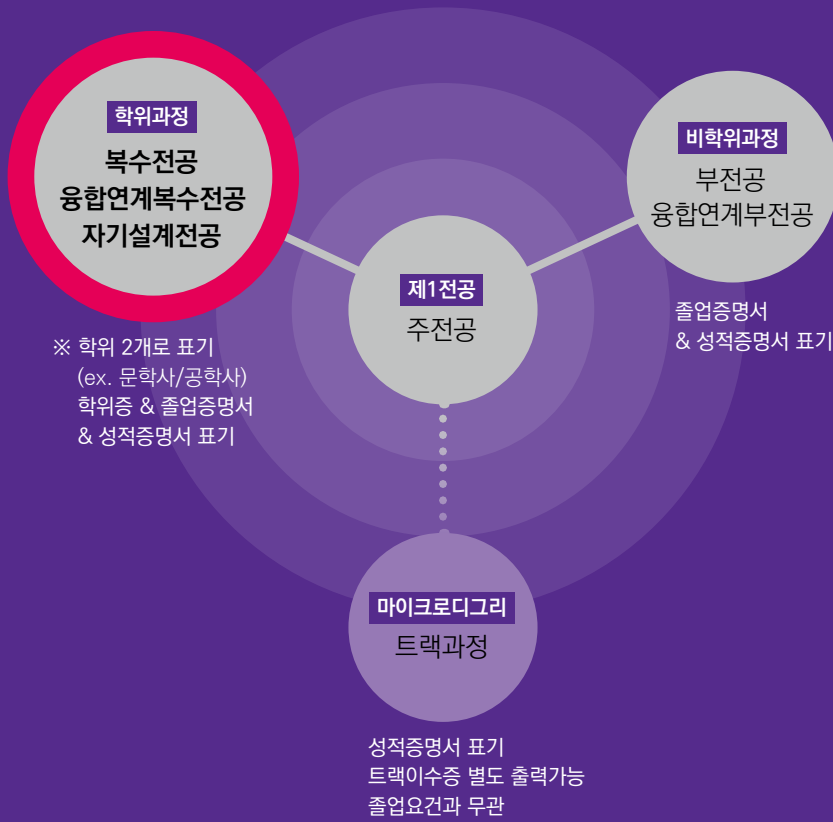 학위과정
복수전공
융합연계복수전공
자기설계전공
※ 학위 2개로 표기
(ex. 문학사/공학사)
학위증 & 졸업증명서
& 성적증명서 표기
제1전공
주전공
비학위과정
부전공
융합연계부전공
졸업증명서
& 성적증명서 표기
마이크로디그리
트랙과정
성적증명서 표기
트랙이수증 별도 출력가능
졸업요건과 무관